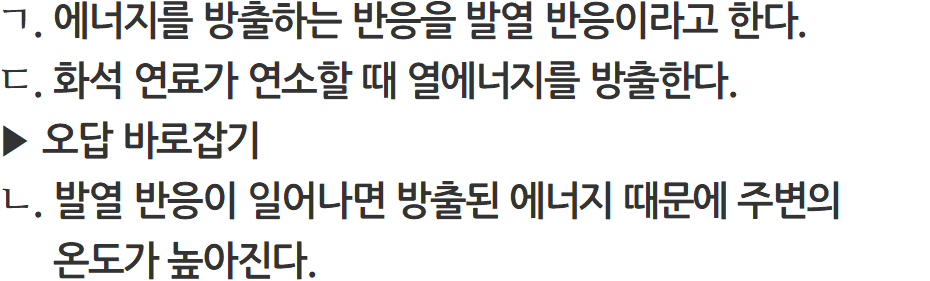 ㄱ. 에너지를 방출하는 반응을 발열 반응이라고 한다.
ㄷ. 화석 연료가 연소할 때 열에너지를 방출한다.
▶ 오답 바로잡기
ㄴ. 발열 반응이 일어나면 방출된 에너지 때문에 주변의
온도가 높아진다.